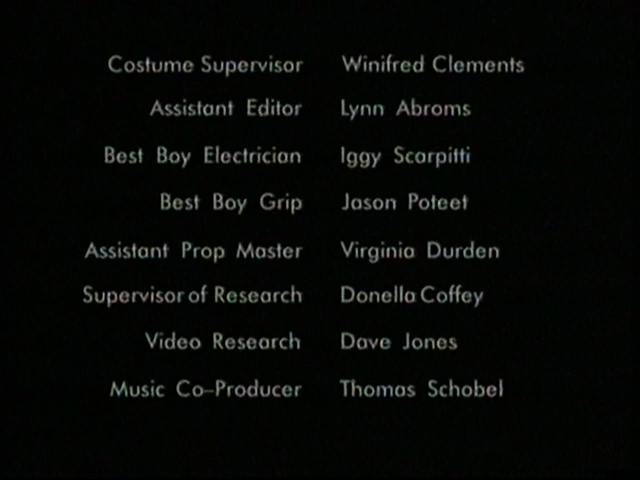 Costume Supervisor Winifred Clements
Assistant Editor Lynn Abroms
Best Boy Electrician Iggy Scarpitti
Best Boy Grip Jason Poteet
Assistant Prop Master Virginia Durden
Supervisor of Research Donella Coffey
Video Research Dave Jones
Music Co-Producer Thomas Schobel